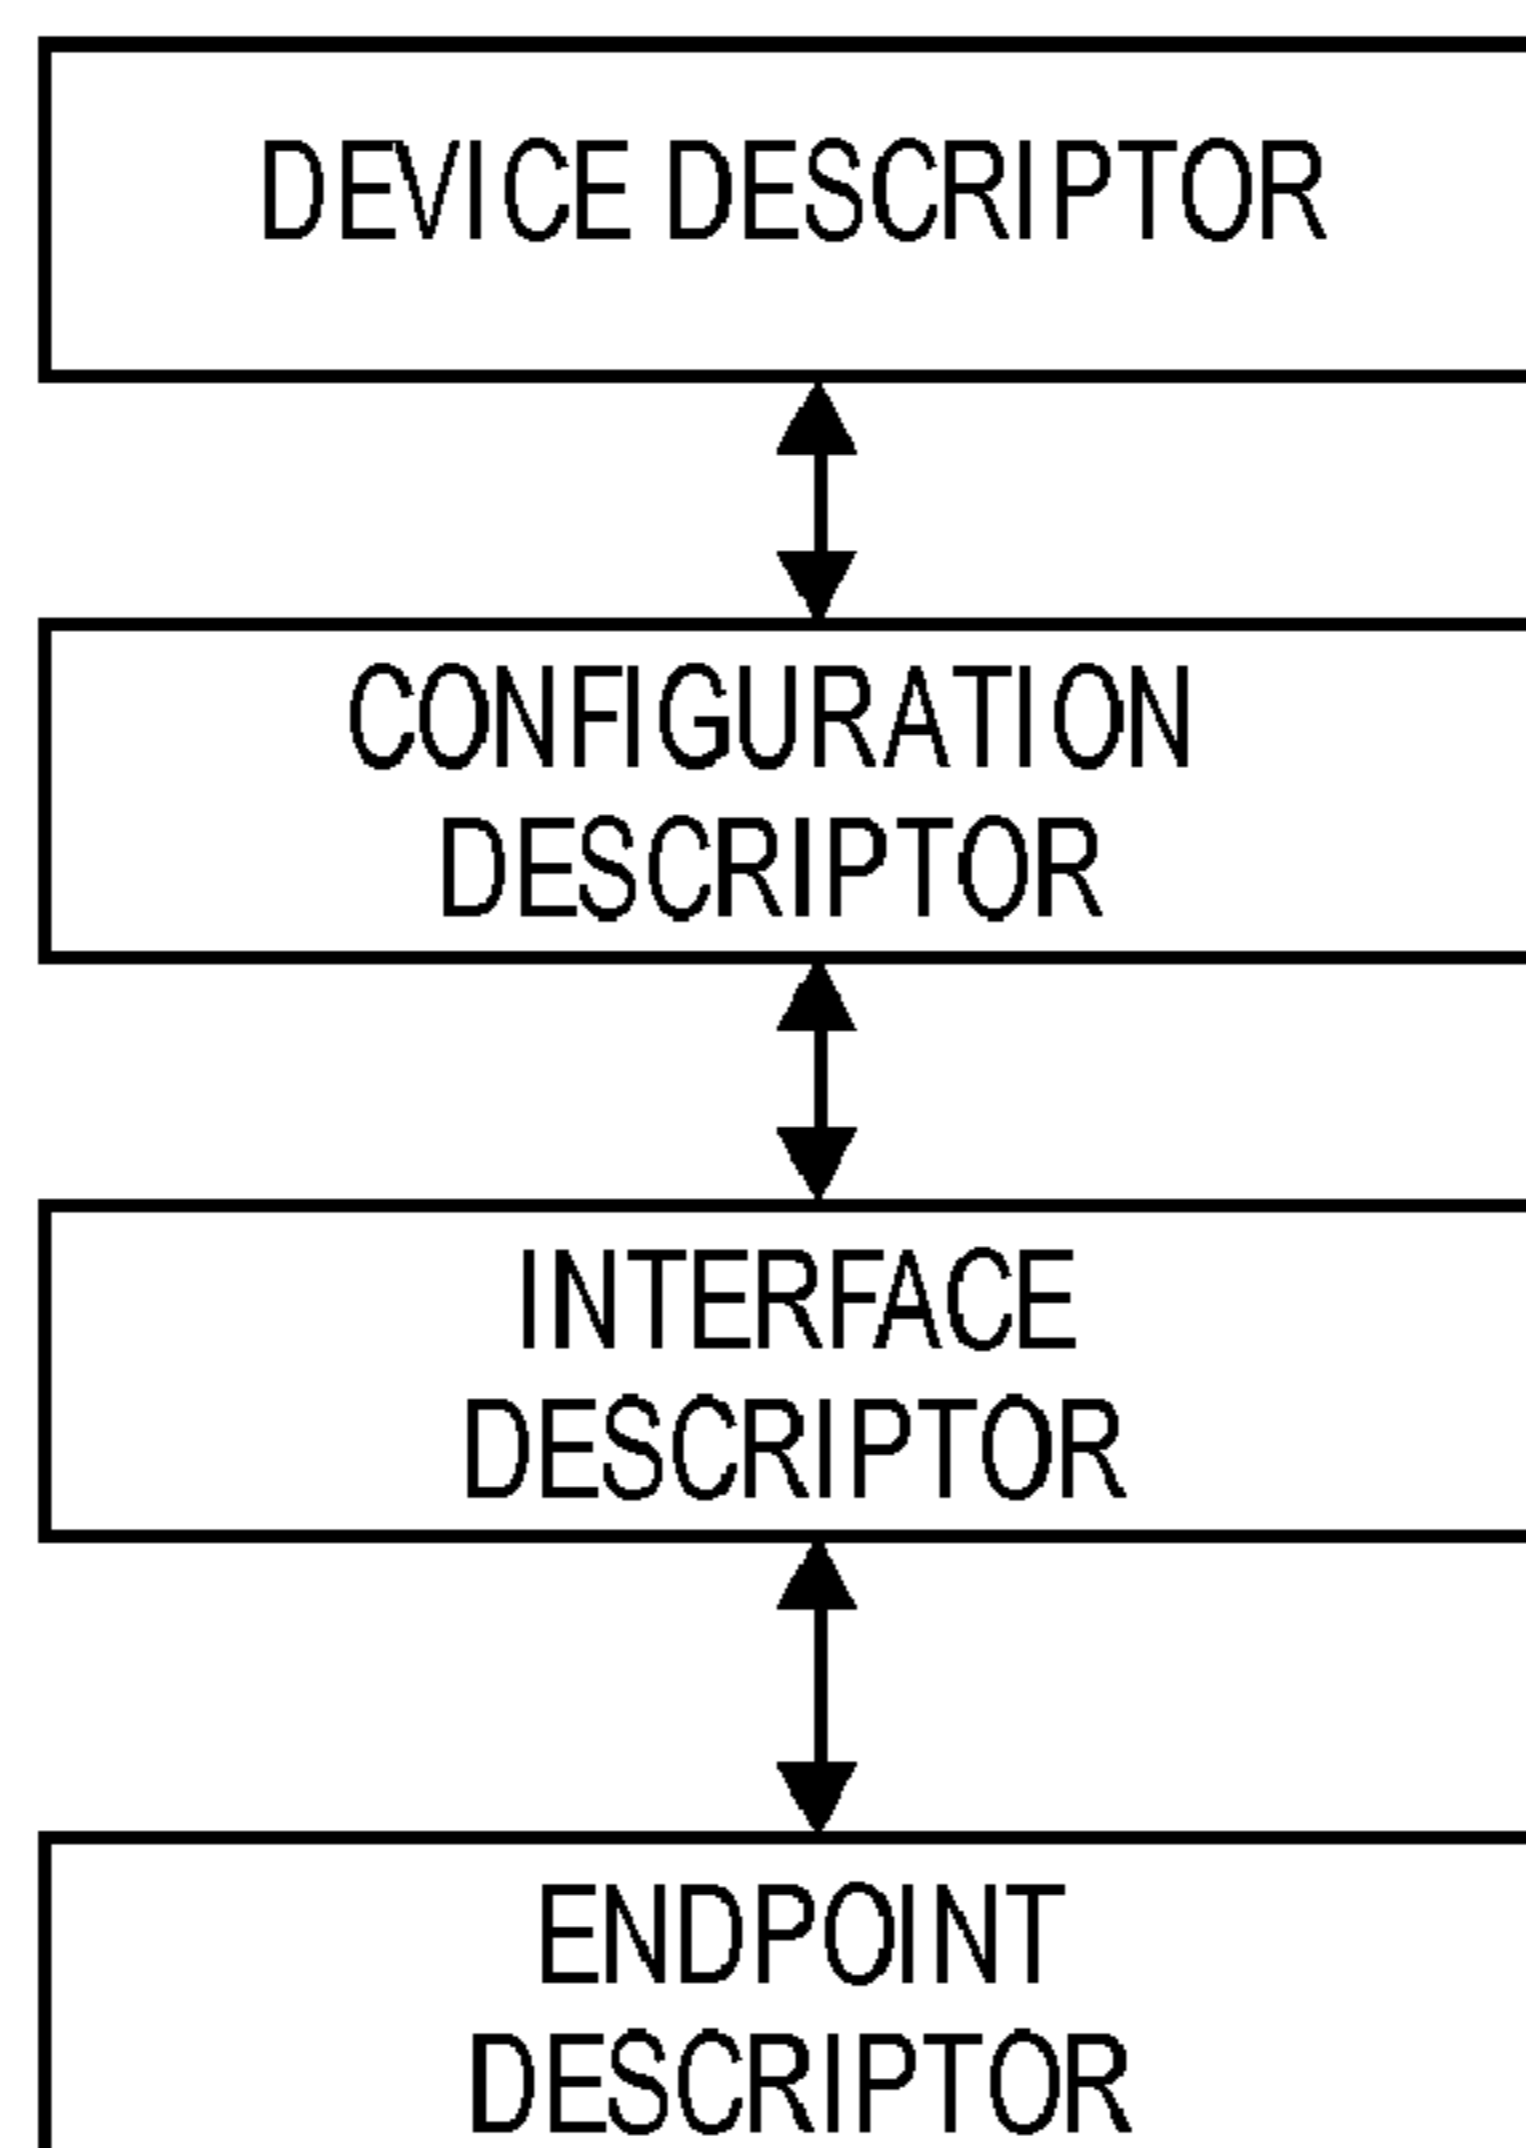 DEVICE DESCRIPTOR
CONFIGURATION
DESCRIPTOR
INTERFACE
DESCRIPTOR
ENDPOINT
DESCRIPTOR